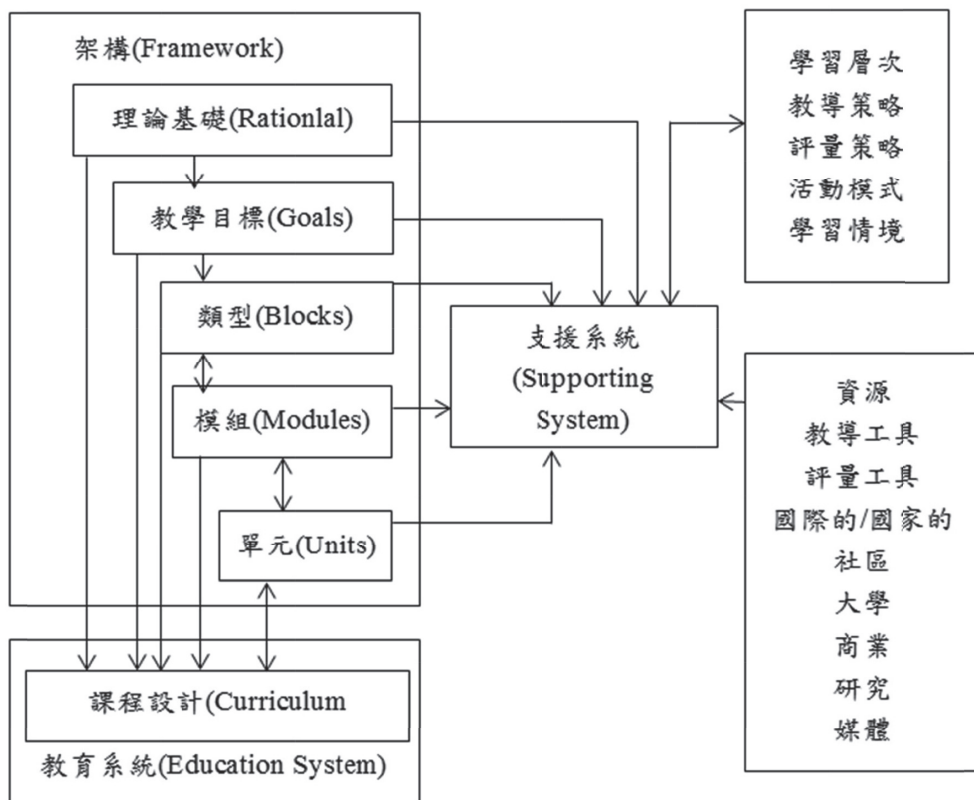 架構(Framework)
理論基礎(Rationlal)
教學目標(Goals)
類型(Blocks)
模組(Modules)
單元(Units)
課程設計(Curriculum
教育系統(Education System)
支援系統
(Supporting
System)
學習層次
教導策略
評量策略
活動模式
學習情境
資源
教導工具
評量工具
國際的/國家的
社區
大學
商業
研究
媒體